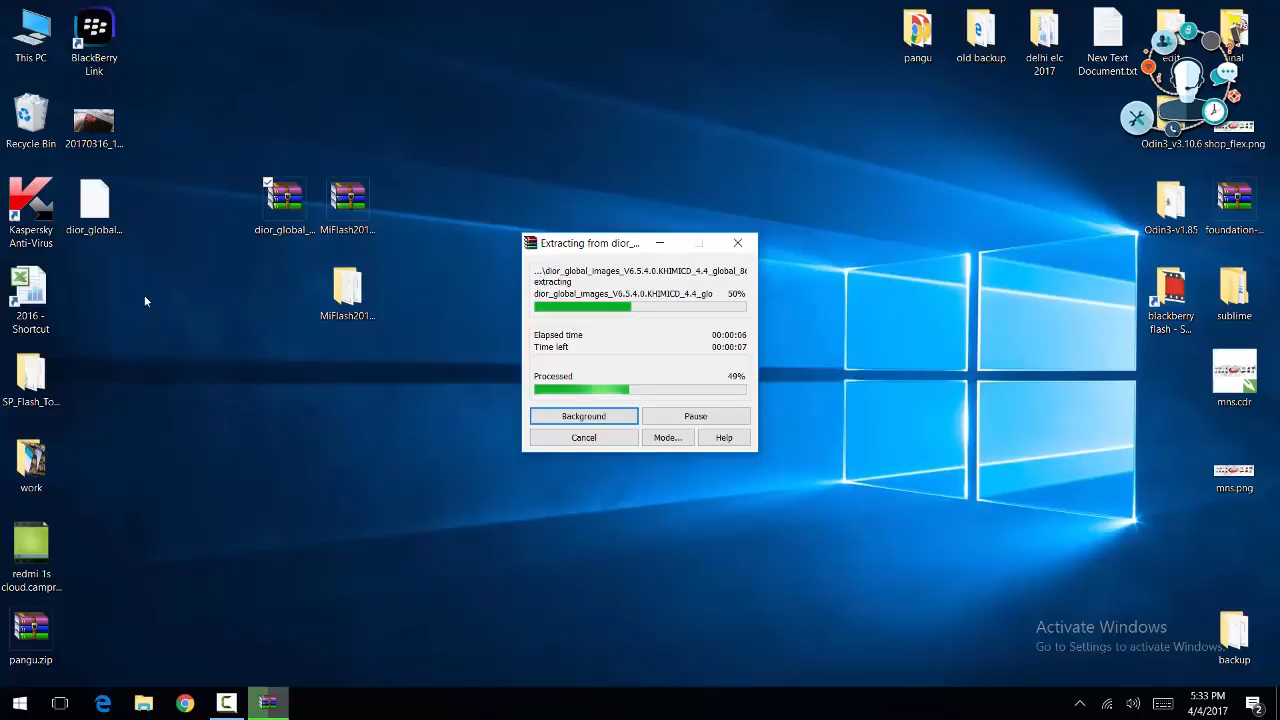 This PC
BlackBerry
Link
Recycle Bin
20170316_1...
Kaspersky
Anti-Virus
dior_global...
2016 -
Shortcut
SP_Flash_To...
work
redmi 1s
cloud.campr...
pangu.zip
dior_global_...
MiFlash201...
MiFlash201...
Extracting from dior_...
...\dior_global_images_V6.5.4.0.KHIMICD_4.4_global_8
extracting
dior_global_images_V6.5.4.0.KHIMICD_4.4_glo 50%
Elapsed time 00:00:06
Time left 00:00:07
Processed 49%
Background
Pause
Cancel
Mode...
Help
pangu
old backup
delhi elc
2017
New Text
Document.txt
Odin3_v3.10.6
shop_flex.png
Odin3-v1.85
foundation-...
blackberry
flash - S...
sublime
mns.cdr
mns.png
backup
Activate Windows
Go to Settings to activate Windows.
5:33 PM
4/4/2017
2